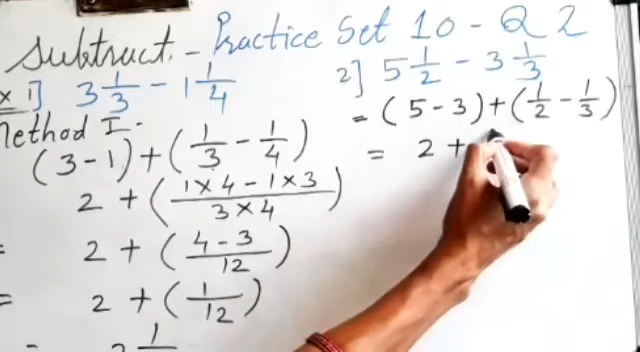 Subtract - Practice Set 10 - Q 2
x 1] 3 1/3 - 1 1/4
Method I -
(3 - 1) + (1/3 - 1/4)
2 + (1 x 4 - 1 x 3 / 3 x 4)
= 2 + (4 - 3 / 12)
= 2 + (1/12)
= 2 1
2] 5 1/2 - 3 1/3
= (5 - 3) + (1/2 - 1/3)
= 2 +